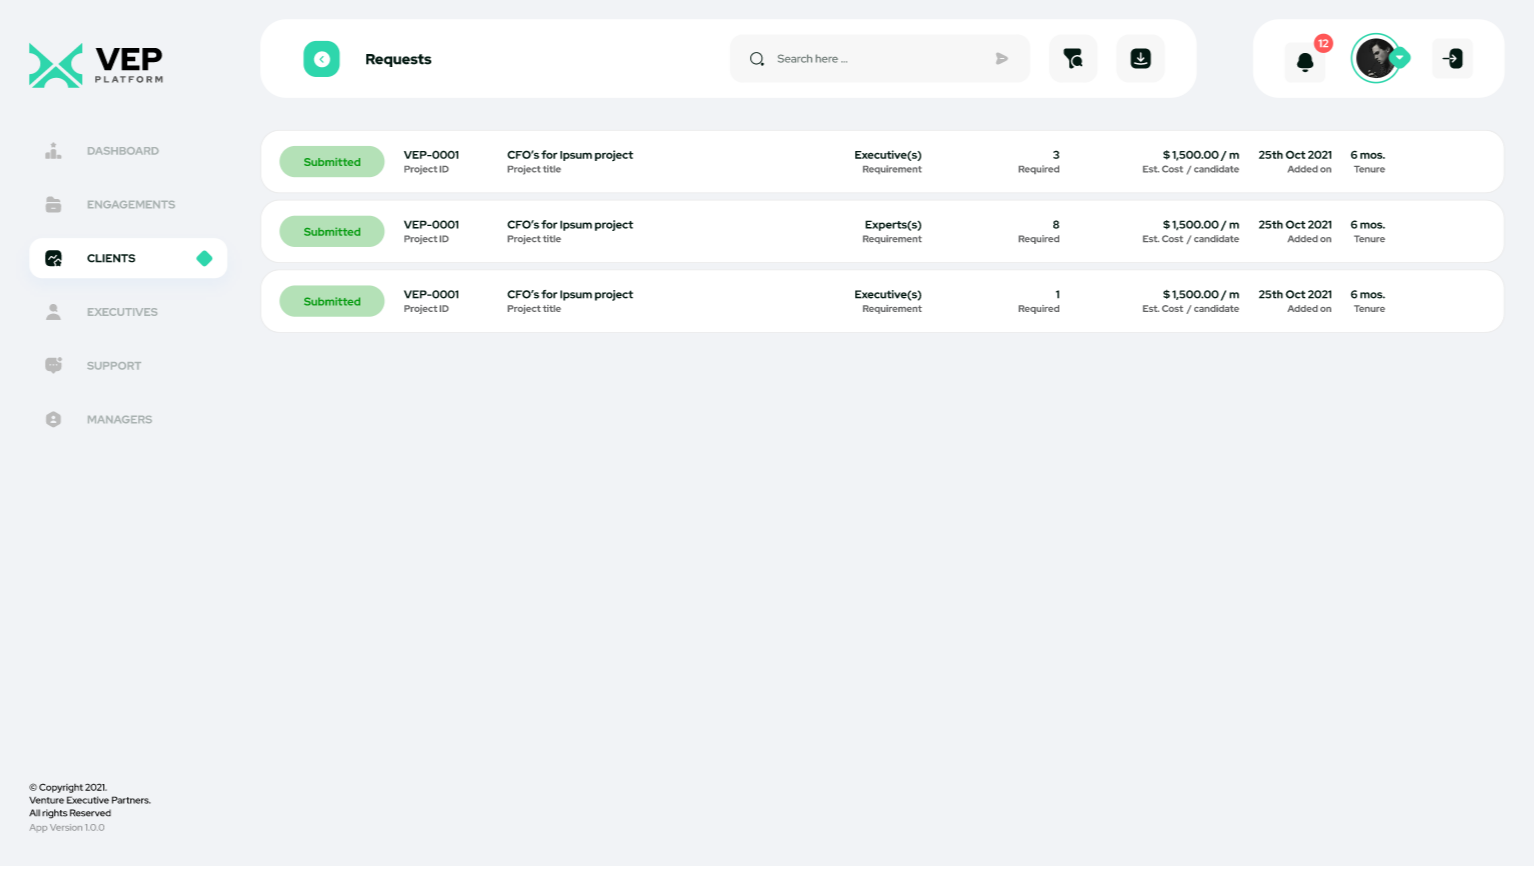 VEP
PLATFORM
Requests
Search here ...
12
DASHBOARD
ENGAGEMENTS
CLIENTS
EXECUTIVES
SUPPORT
MANAGERS
Submitted
VEP-0001
Project ID
CFO's for Ipsum project
Project title
Executive(s)
Requirement
3
Required
$ 1,500.00 / m
Est. Cost / candidate
25th Oct 2021
Added on
6 mos.
Tenure
Submitted
VEP-0001
Project ID
CFO's for Ipsum project
Project title
Experts(s)
Requirement
8
Required
$ 1,500.00 / m
Est. Cost / candidate
25th Oct 2021
Added on
6 mos.
Tenure
Submitted
VEP-0001
Project ID
CFO's for Ipsum project
Project title
Executive(s)
Requirement
1
Required
$ 1,500.00 / m
Est. Cost / candidate
25th Oct 2021
Added on
6 mos.
Tenure
© Copyright 2021.
Venture Executive Partners.
All rights Reserved
App Version 1.0.0